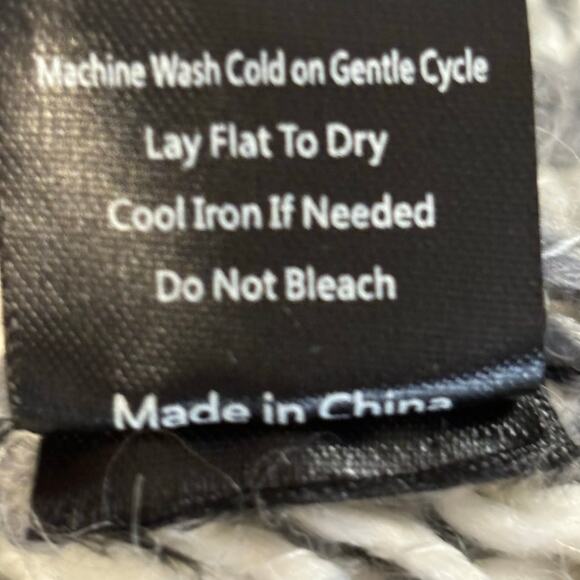 Machine Wash Cold on Gentle Cycle
Lay Flat To Dry
Cool Iron If Needed
Do Not Bleach
Made in China